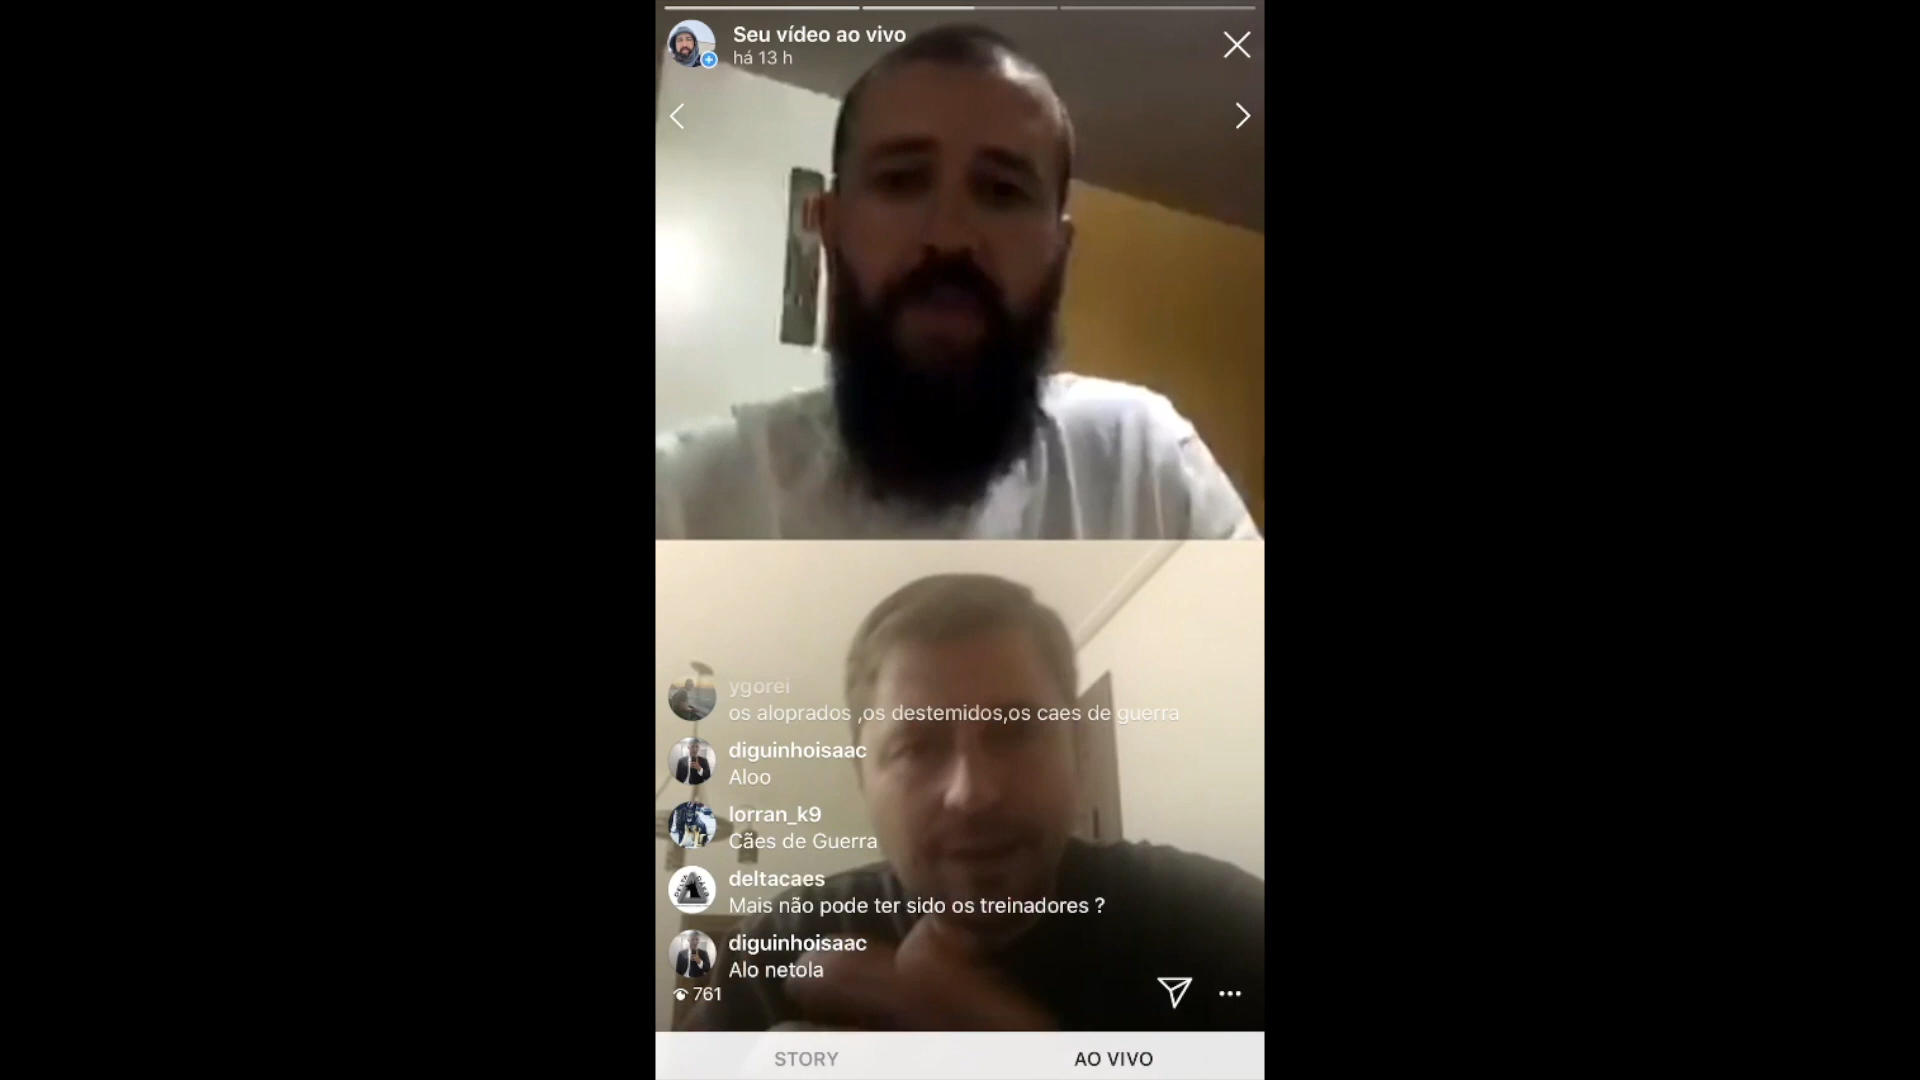 Seu vídeo ao vivo
há 13 h
ygorei
os aloprados ,os destemidos,os caes de guerra
diguinhoisaac
Aloo
lorran_k9
Cães de Guerra
deltacaes
Mais não pode ter sido os treinadores ?
diguinhoisaac
Alo netola
761
STORY
AO VIVO